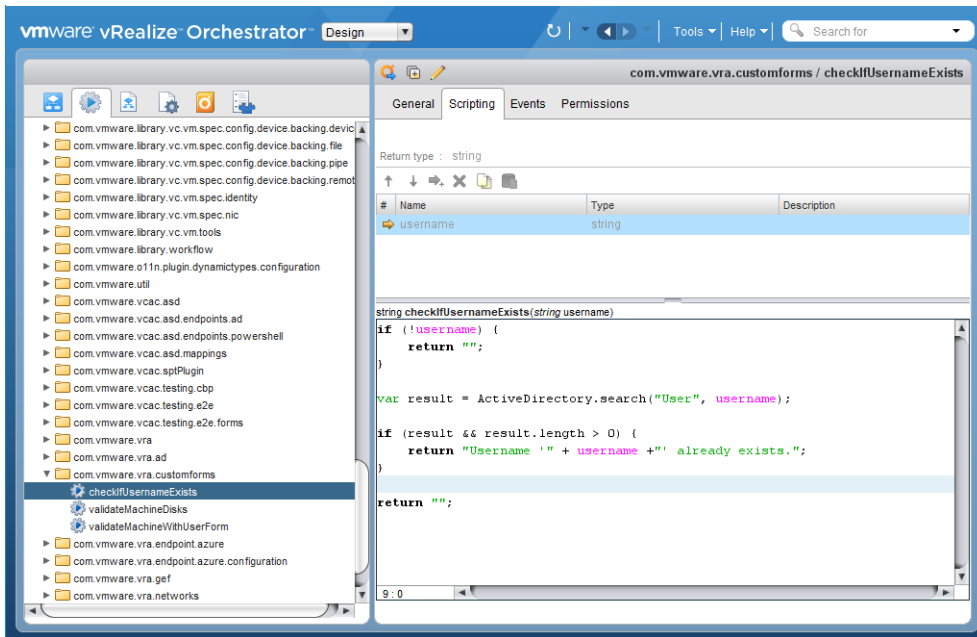 vmware vRealize Orchestrator Design Tools Help Search for
com.vmware.library.vc.vm.spec.config.device.backing.devic
com.vmware.library.vc.vm.spec.config.device.backing.file
com.vmware.library.vc.vm.spec.config.device.backing.pipe
com.vmware.library.vc.vm.spec.config.device.backing.remot
com.vmware.library.vc.vm.spec.identity
com.vmware.library.vc.vm.spec.nic
com.vmware.library.vc.vm.tools
com.vmware.library.workflow
com.vmware.o11n.plugin.dynamictypes.configuration
com.vmware.util
com.vmware.vcac.asd
com.vmware.vcac.asd.endpoints.ad
com.vmware.vcac.asd.endpoints.powershell
com.vmware.vcac.asd.mappings
com.vmware.vcac.sptPlugin
com.vmware.vcac.testing.cbp
com.vmware.vcac.testing.e2e
com.vmware.vcac.testing.e2e.forms
com.vmware.vra
com.vmware.vra.ad
com.vmware.vra.customforms
checkIfUsernameExists
validateMachineDisks
validateMachineWithUserForm
com.vmware.vra.endpoint.azure
com.vmware.vra.endpoint.azure.configuration
com.vmware.vra.gef
com.vmware.vra.networks
com.vmware.vra.customforms / checkIfUsernameExists
General Scripting Events Permissions
Return type : string
# Name Type Description
username string
string checkIfUsernameExists(string username)
if (!username) {
    return "";
}
var result = ActiveDirectory.search("User", username);
if (result && result.length > 0) {
    return "Username '" + username +"' already exists.";
}
return "";
9 : 0